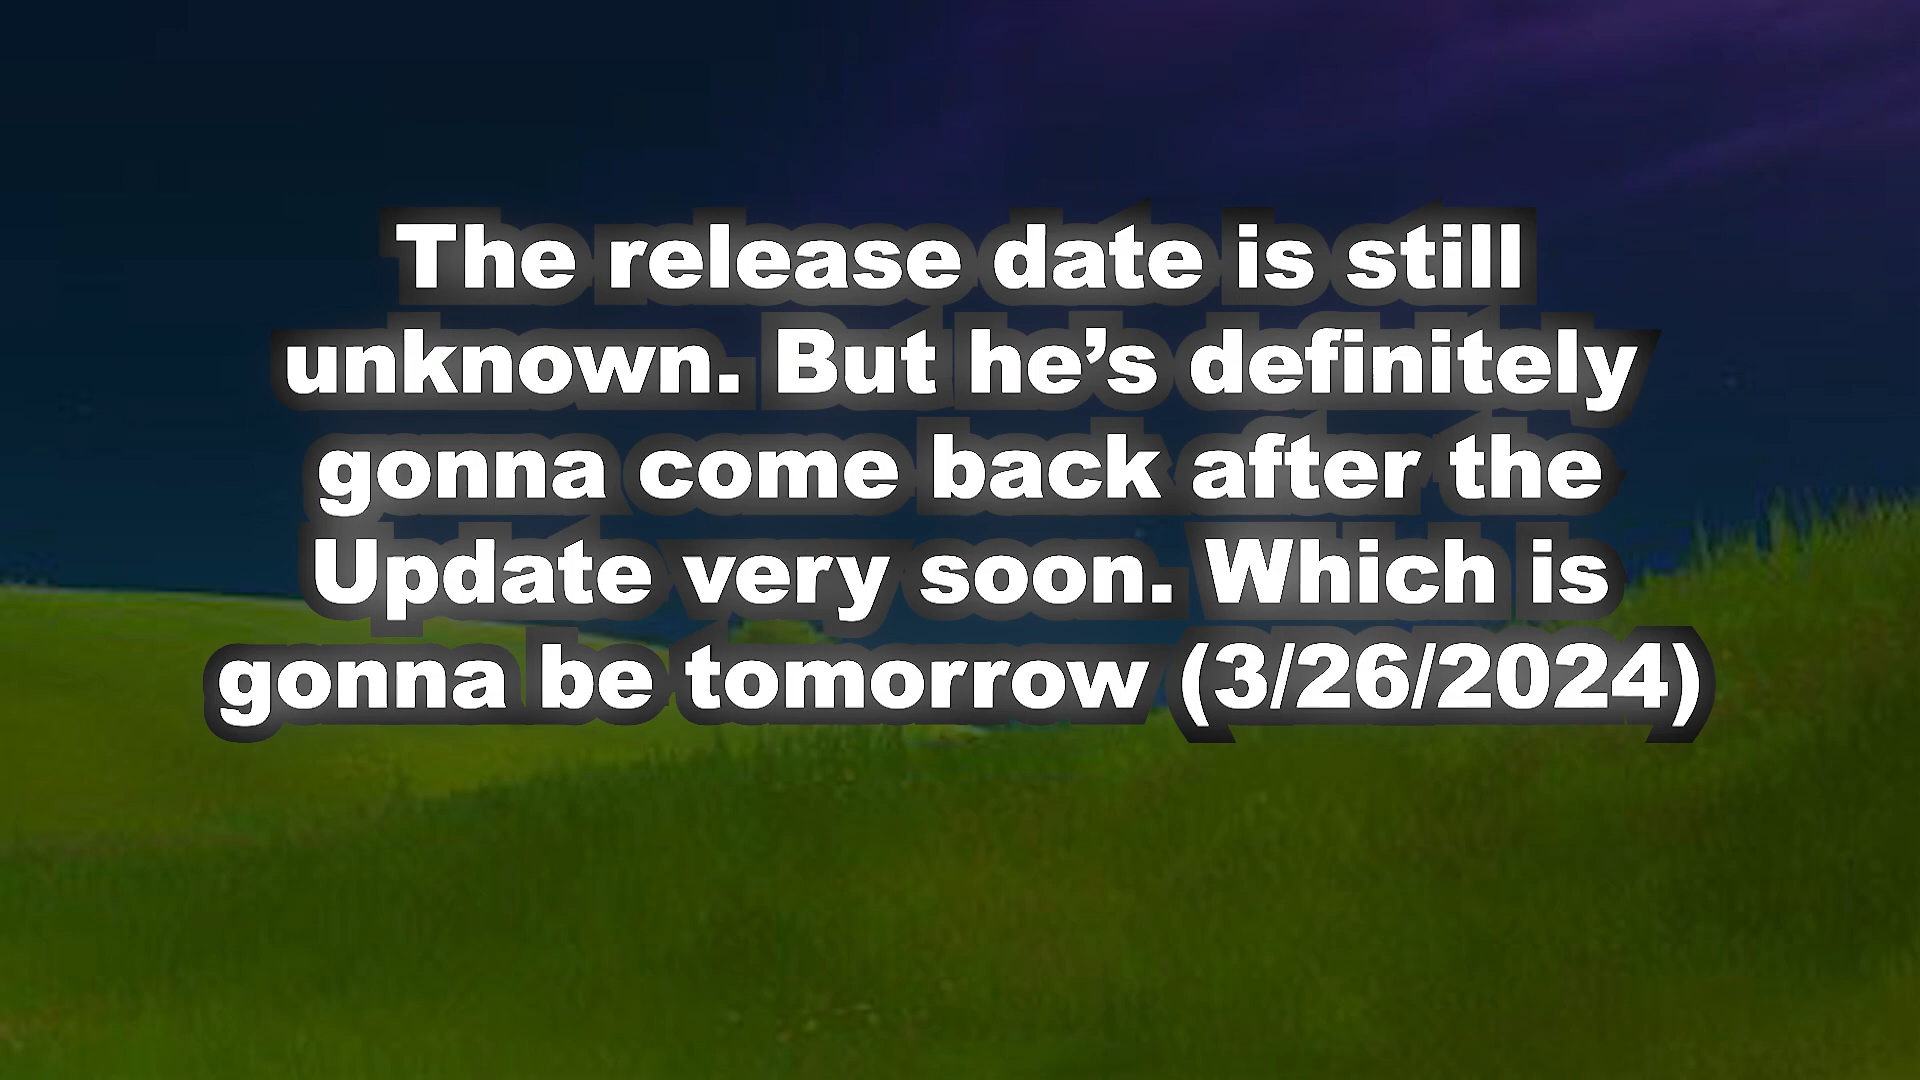 The release date is still
unknown. But he’s definitely
gonna come back after the
Update very soon. Which is
gonna be tomorrow (3/26/2024)